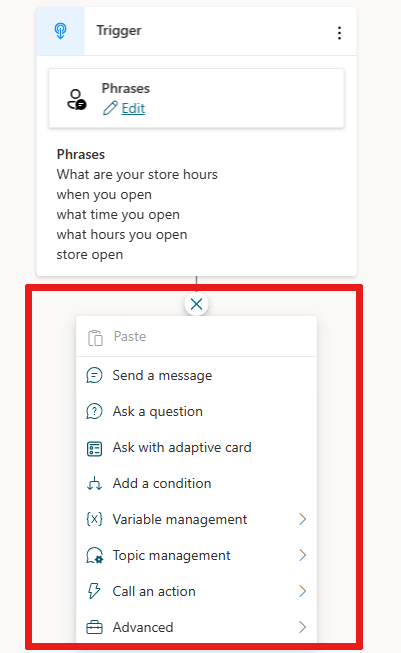 Trigger
Phrases
Edit
Phrases
What are your store hours
when you open
what time you open
what hours you open
store open
Paste
Send a message
Ask a question
Ask with adaptive card
Add a condition
{x} Variable management
Topic management
Call an action
Advanced